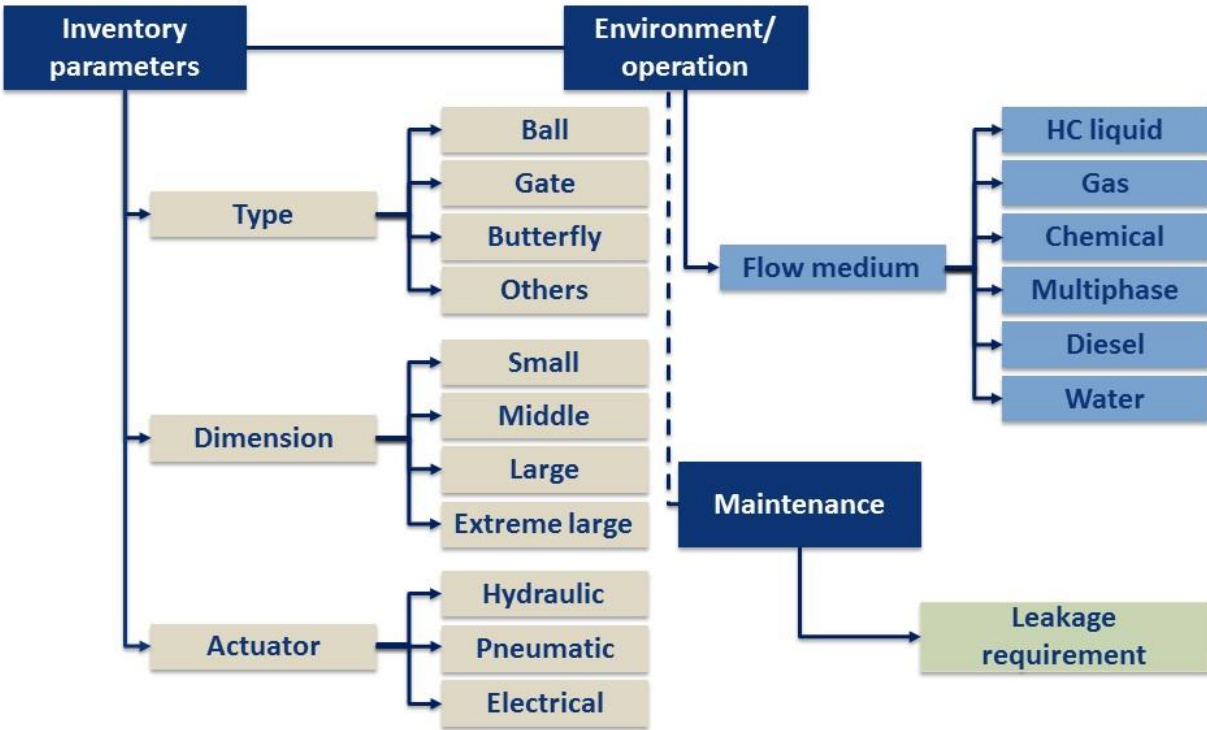 Inventory
parameters
Environment/
operation
Type
Ball
Gate
Butterfly
Others
Dimension
Small
Middle
Large
Extreme large
Actuator
Hydraulic
Pneumatic
Electrical
Flow medium
HC liquid
Gas
Chemical
Multiphase
Diesel
Water
Maintenance
Leakage
requirement